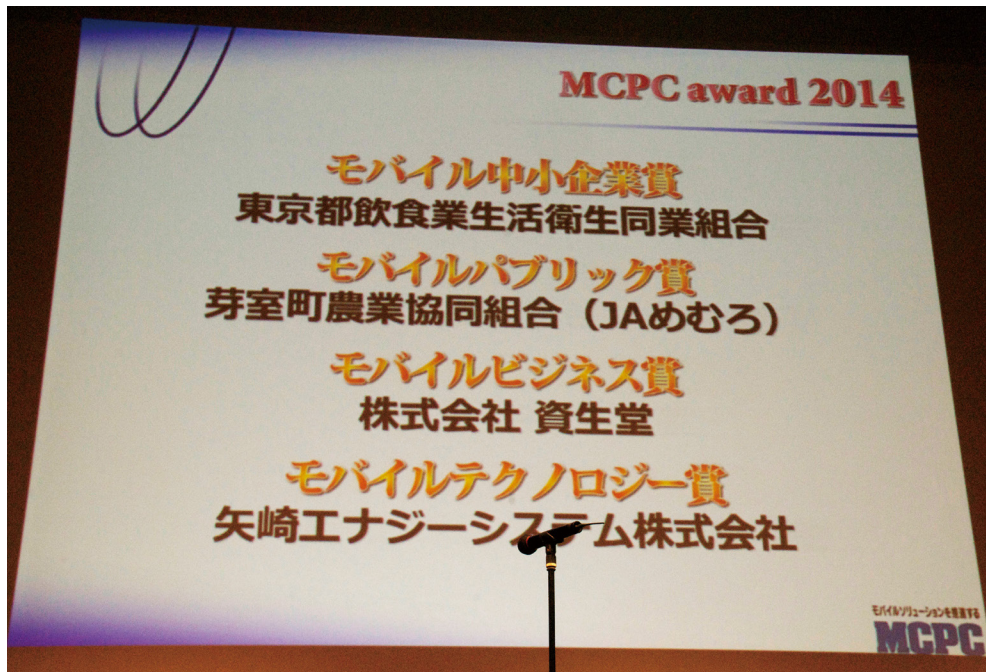 MCPC award 2014
モバイル中小企業賞
東京都飲食業生活衛生同業組合
モバイルパブリック賞
芽室町農業協同組合（JAめむろ）
モバイルビジネス賞
株式会社 資生堂
モバイルテクノロジー賞
矢崎エナジーシステム株式会社
モバイルソリューションを推進する
MCPC